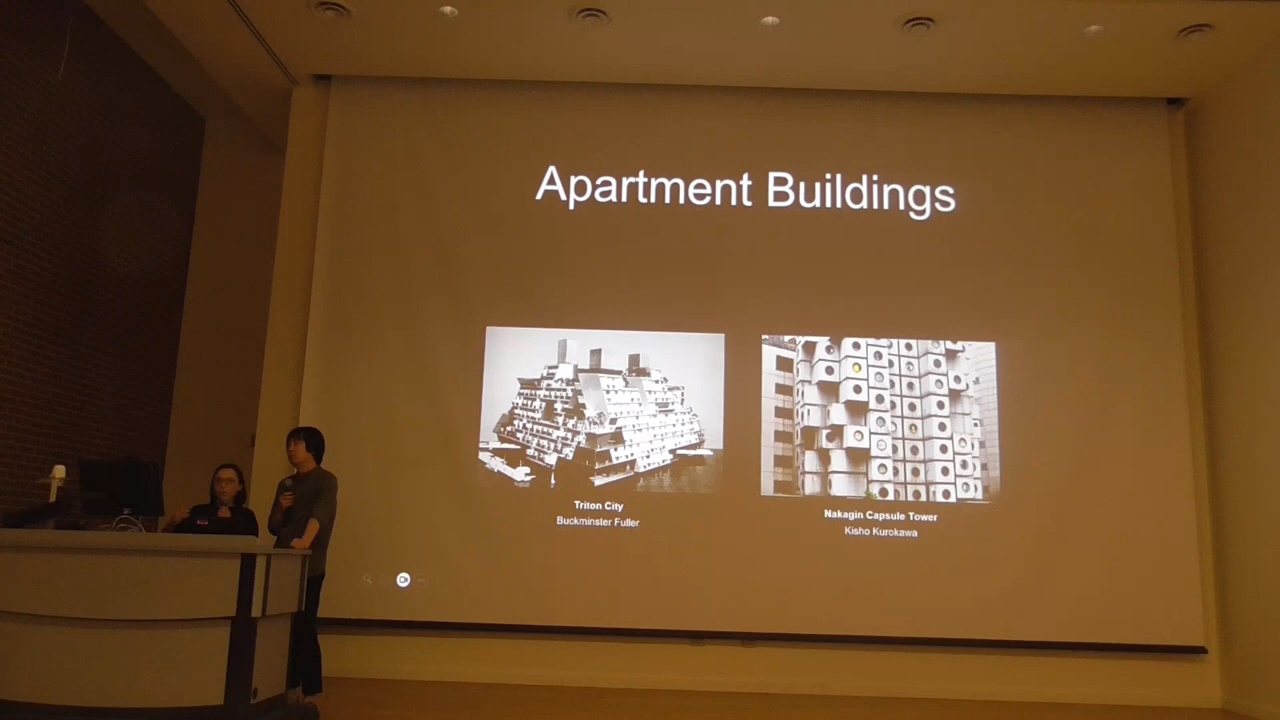 Apartment Buildings
Triton City
Buckminster Fuller
Nakagin Capsule Tower
Kisho Kurokawa